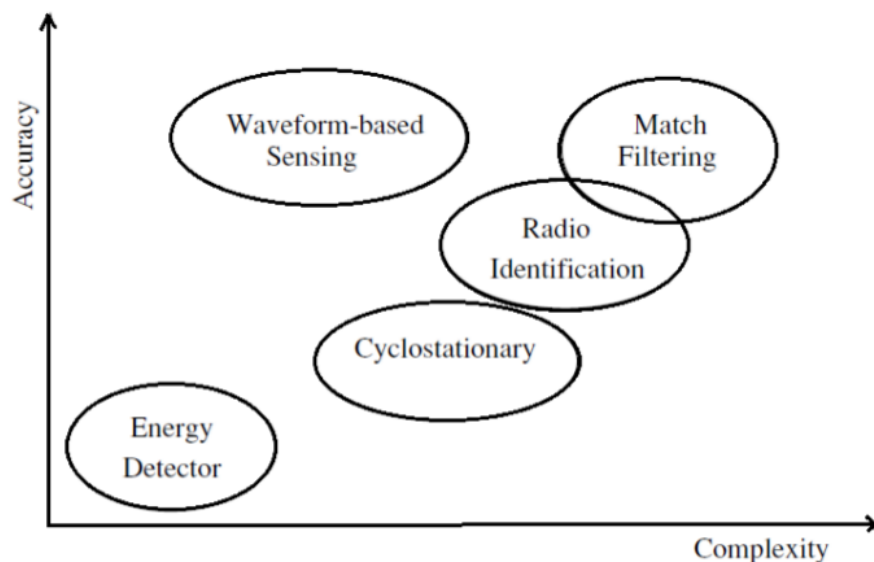 Accuracy
Waveform-based
Sensing
Match
Filtering
Radio
Identification
Cyclostationary
Energy
Detector
Complexity